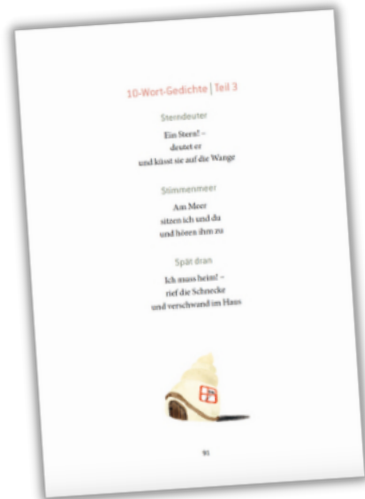 10-Wort-Gedichte | Teil 3
Sterndeuter
Ein Stern! –
deutet er
und küsst sie auf die Wange
Stimmenmeer
Am Meer
sitzen ich und du
und hören ihm zu
Spät dran
Ich muss heim! –
rief die Schnecke
und verschwand im Haus
91